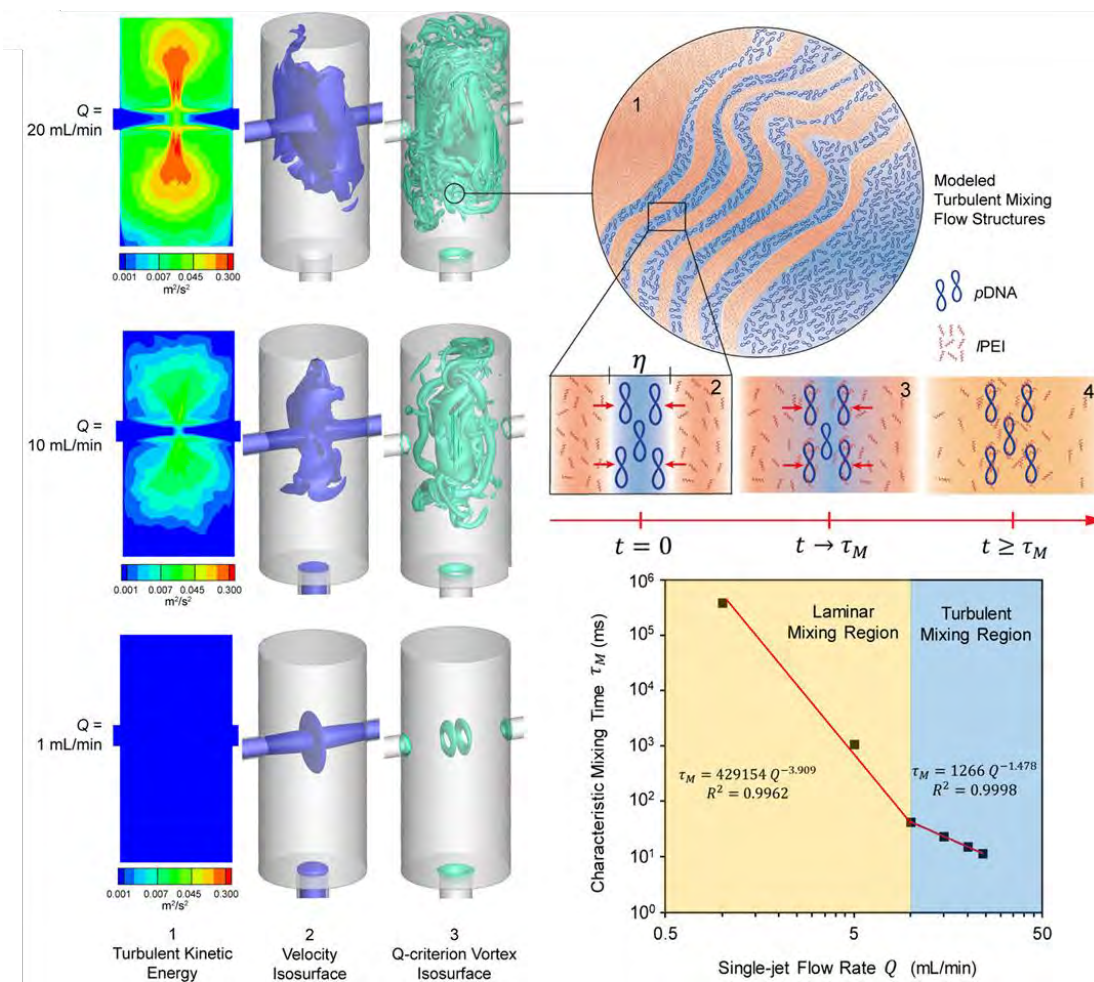 Q =
20 mL/min
0.001 0.007 0.045 0.300
m²/s²
Q =
10 mL/min
0.001 0.007 0.045 0.300
m²/s²
Q =
1 mL/min
0.001 0.007 0.045 0.300
m²/s²
1
Turbulent Kinetic
Energy
2
Velocity
Isosurface
3
Q-criterion Vortex
Isosurface
1
Modeled
Turbulent Mixing
Flow Structures
pDNA
lPEI
η
2
3
4
t = 0
t → τ_M
t ≥ τ_M
Characteristic Mixing Time τ_M (ms)
10⁶
10⁵
10⁴
10³
10²
10¹
10⁰
Laminar
Mixing Region
Turbulent
Mixing Region
τ_M = 429154 Q^−3.909
R² = 0.9962
τ_M = 1266 Q^−1.478
R² = 0.9998
0.5 5 50
Single-jet Flow Rate Q (mL/min)